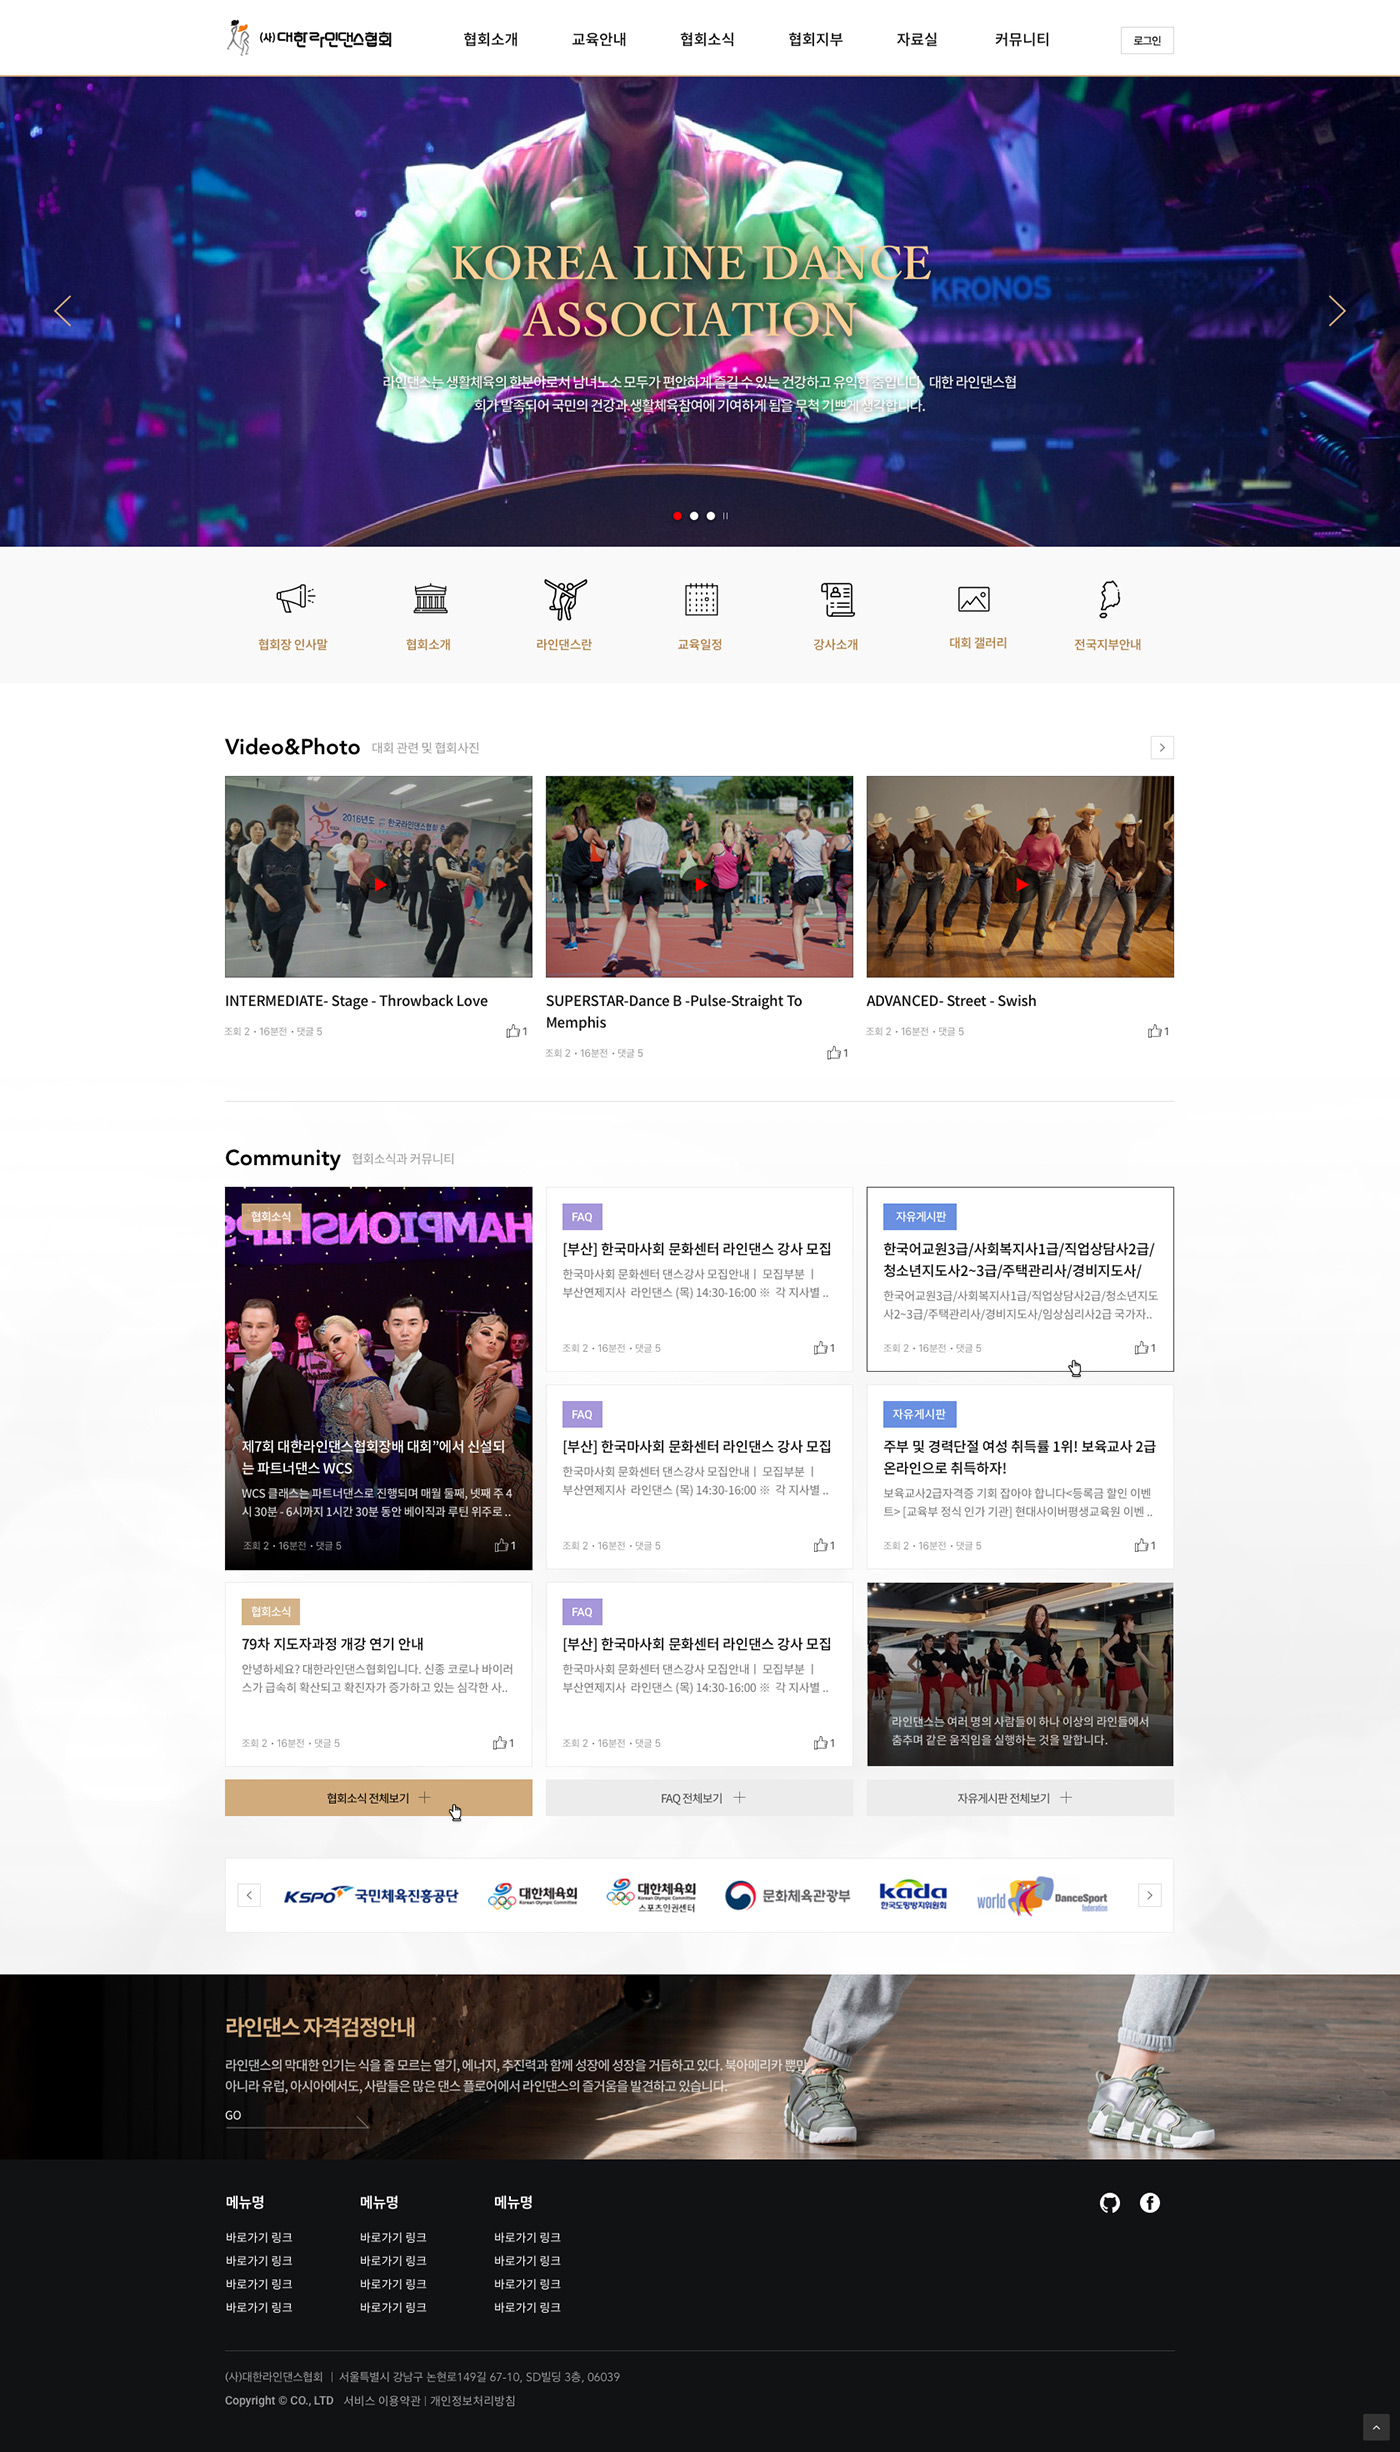 (사)대한라인댄스협회
협회소개 교육안내 협회소식 협회지부 자료실 커뮤니티 로그인
KRONOS
KOREA LINE DANCE
ASSOCIATION
라인댄스는 생활체육의 한분야로서 남녀노소 모두가 편안하게 즐길 수 있는 건강하고 유익한 춤입니다. 대한 라인댄스협
회가 발족되어 국민의 건강과 생활체육참여에 기여하게 됨을 무척 기쁘게 생각합니다.
협회장 인사말 협회소개 라인댄스란 교육일정 강사소개 대회 갤러리 전국지부안내
Video&Photo 대회 관련 및 협회사진
2016년도 한국라인댄스협회
INTERMEDIATE- Stage - Throwback Love
조회 2 • 16분전 • 댓글 5 1
SUPERSTAR-Dance B -Pulse-Straight To
Memphis
조회 2 • 16분전 • 댓글 5 1
ADVANCED- Street - Swish
조회 2 • 16분전 • 댓글 5 1
Community 협회소식과 커뮤니티
협회소식
HAMPIONSHIPS
제7회 대한라인댄스협회장배 대회”에서 신설되
는 파트너댄스 WCS
WCS 클래스는 파트너댄스로 진행되며 매월 둘째, 넷째 주 4
시 30분 - 6시까지 1시간 30분 동안 베이직과 루틴 위주로 ..
조회 2 • 16분전 • 댓글 5 1
협회소식
79차 지도자과정 개강 연기 안내
안녕하세요? 대한라인댄스협회입니다. 신종 코로나 바이러
스가 급속히 확산되고 확진자가 증가하고 있는 심각한 사..
조회 2 • 16분전 • 댓글 5 1
협회소식 전체보기
FAQ
[부산] 한국마사회 문화센터 라인댄스 강사 모집
한국마사회 문화센터 댄스강사 모집안내ㅣ 모집부분 ㅣ
부산연제지사 라인댄스 (목) 14:30-16:00 ※ 각 지사별 ..
조회 2 • 16분전 • 댓글 5 1
FAQ
[부산] 한국마사회 문화센터 라인댄스 강사 모집
한국마사회 문화센터 댄스강사 모집안내ㅣ 모집부분 ㅣ
부산연제지사 라인댄스 (목) 14:30-16:00 ※ 각 지사별 ..
조회 2 • 16분전 • 댓글 5 1
FAQ
[부산] 한국마사회 문화센터 라인댄스 강사 모집
한국마사회 문화센터 댄스강사 모집안내ㅣ 모집부분 ㅣ
부산연제지사 라인댄스 (목) 14:30-16:00 ※ 각 지사별 ..
조회 2 • 16분전 • 댓글 5 1
FAQ 전체보기
자유게시판
한국어교원3급/사회복지사1급/직업상담사2급/
청소년지도사2~3급/주택관리사/경비지도사/
한국어교원3급/사회복지사1급/직업상담사2급/청소년지도
사2~3급/주택관리사/경비지도사/임상심리사2급 국가자..
조회 2 • 16분전 • 댓글 5 1
자유게시판
주부 및 경력단절 여성 취득률 1위! 보육교사 2급
온라인으로 취득하자!
보육교사2급자격증 기회 잡아야 합니다<등록금 할인 이벤
트> [교육부 정식 인가 기관] 현대사이버평생교육원 이벤 ..
조회 2 • 16분전 • 댓글 5 1
라인댄스는 여러 명의 사람들이 하나 이상의 라인들에서
춤추며 같은 움직임을 실행하는 것을 말합니다.
자유게시판 전체보기
KSPO 국민체육진흥공단
대한체육회
Korean Olympic Committee
대한체육회
Korean Olympic Committee
스포츠인권센터
문화체육관광부
kada
한국도핑방지위원회
world DanceSport
federation
라인댄스 자격검정안내
라인댄스의 막대한 인기는 식을 줄 모르는 열기, 에너지, 추진력과 함께 성장에 성장을 거듭하고 있다. 북아메리카 뿐만
아니라 유럽, 아시아에서도, 사람들은 많은 댄스 플로어에서 라인댄스의 즐거움을 발견하고 있습니다.
GO
메뉴명 메뉴명 메뉴명
바로가기 링크 바로가기 링크 바로가기 링크
바로가기 링크 바로가기 링크 바로가기 링크
바로가기 링크 바로가기 링크 바로가기 링크
바로가기 링크 바로가기 링크 바로가기 링크
(사)대한라인댄스협회 | 서울특별시 강남구 논현로149길 67-10, SD빌딩 3층, 06039
Copyright © CO., LTD 서비스 이용약관 | 개인정보처리방침